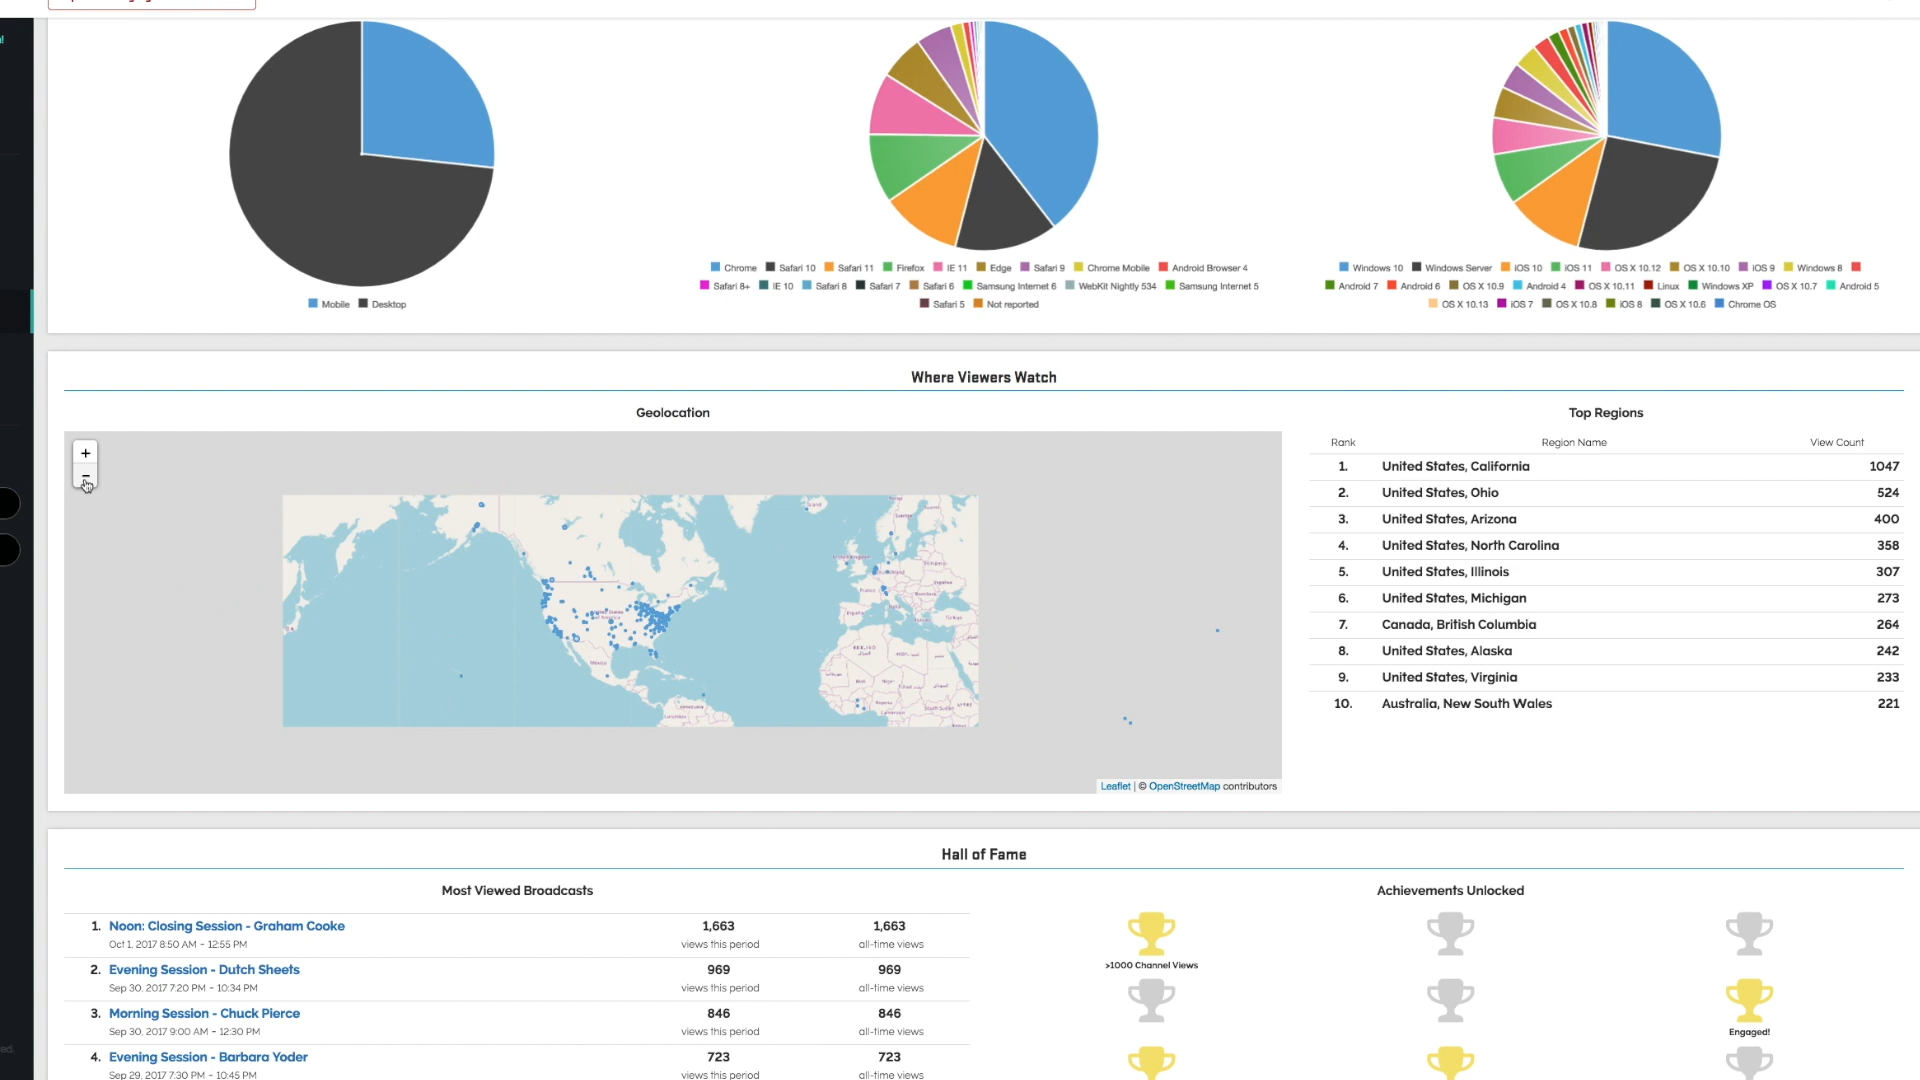 Mobile Desktop
Chrome Safari 10 Safari 11 Firefox IE 11 Edge Safari 9 Chrome Mobile Android Browser 4
Safari 8+ IE 10 Safari 8 Safari 7 Safari 6 Samsung Internet 6 WebKit Nightly 534 Samsung Internet 5
Safari 5 Not reported
Windows 10 Windows Server iOS 10 iOS 11 OS X 10.12 OS X 10.10 iOS 9 Windows 8
Android 7 Android 6 OS X 10.9 Android 4 OS X 10.11 Linux Windows XP OS X 10.7 Android 5
OS X 10.13 iOS 7 OS X 10.8 iOS 8 OS X 10.6 Chrome OS
Where Viewers Watch
Geolocation
+
−
Leaflet | © OpenStreetMap contributors
Top Regions
Rank Region Name View Count
1. United States, California 1047
2. United States, Ohio 524
3. United States, Arizona 400
4. United States, North Carolina 358
5. United States, Illinois 307
6. United States, Michigan 273
7. Canada, British Columbia 264
8. United States, Alaska 242
9. United States, Virginia 233
10. Australia, New South Wales 221
Hall of Fame
Most Viewed Broadcasts
1. Noon: Closing Session - Graham Cooke 1,663 1,663
Oct 1, 2017 8:50 AM - 12:55 PM views this period all-time views
2. Evening Session - Dutch Sheets 969 969
Sep 30, 2017 7:20 PM - 10:34 PM views this period all-time views
3. Morning Session - Chuck Pierce 846 846
Sep 30, 2017 9:00 AM - 12:30 PM views this period all-time views
4. Evening Session - Barbara Yoder 723 723
Sep 29, 2017 7:30 PM - 10:45 PM views this period all-time views
Achievements Unlocked
>1000 Channel Views
Engaged!